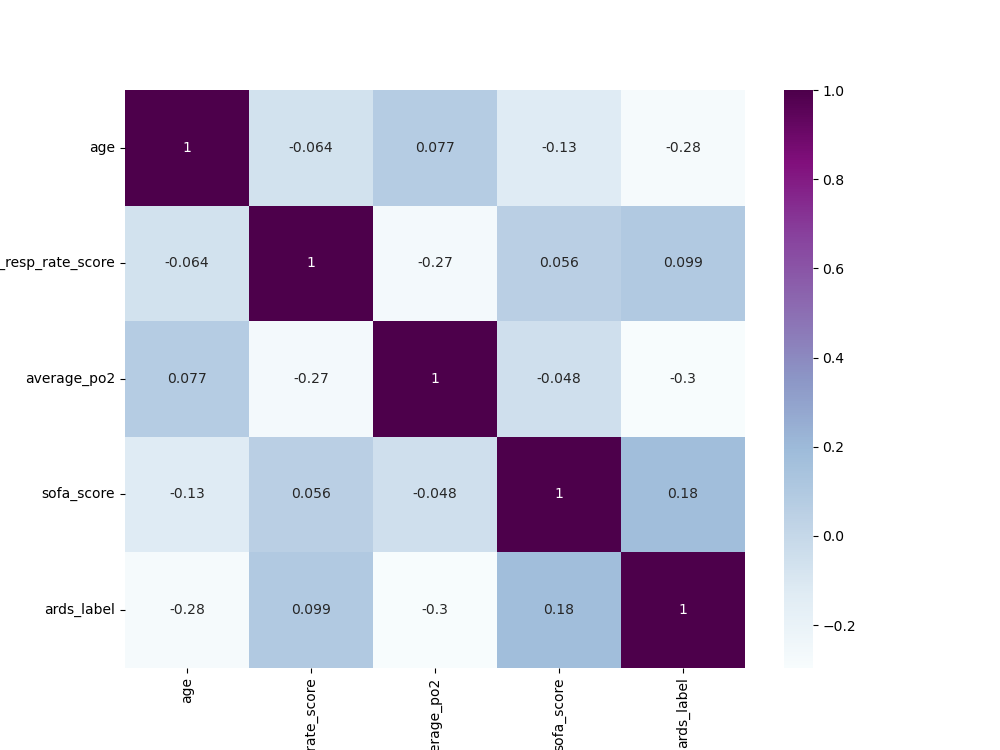 age 1 -0.064 0.077 -0.13 -0.28
_resp_rate_score -0.064 1 -0.27 0.056 0.099
average_po2 0.077 -0.27 1 -0.048 -0.3
sofa_score -0.13 0.056 -0.048 1 0.18
ards_label -0.28 0.099 -0.3 0.18 1
age
rate_score
erage_po2
sofa_score
ards_label
1.0
0.8
0.6
0.4
0.2
0.0
−0.2